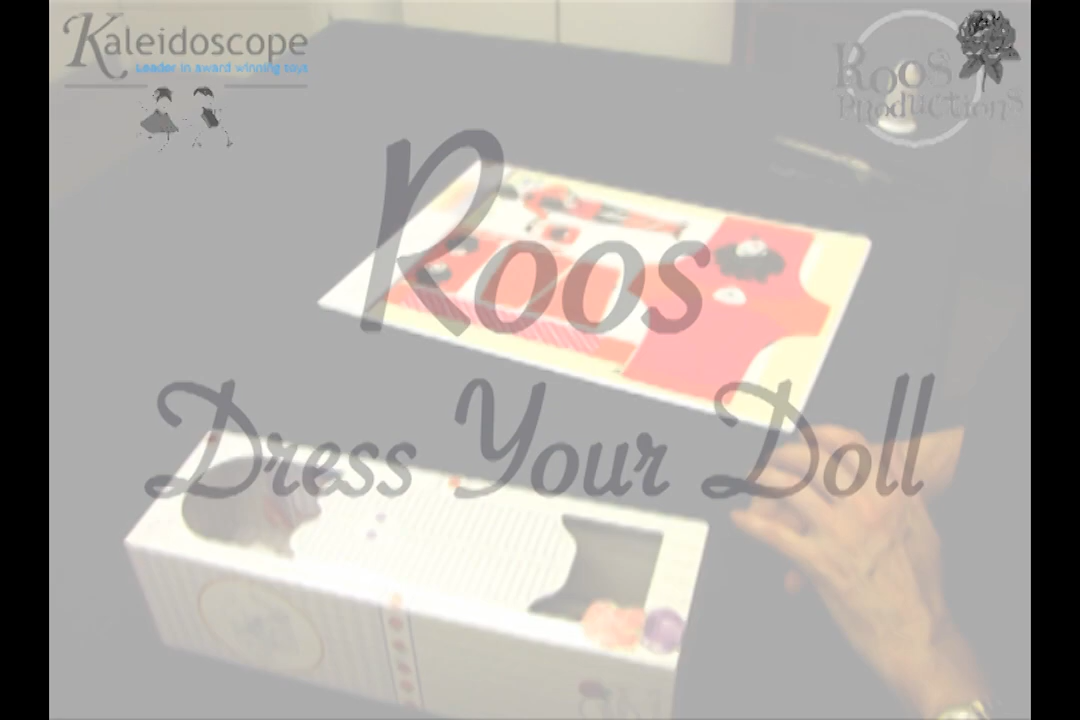 Kaleidoscope
Leader in award winning toys
Roos
Productions
Roos
Dress Your Doll